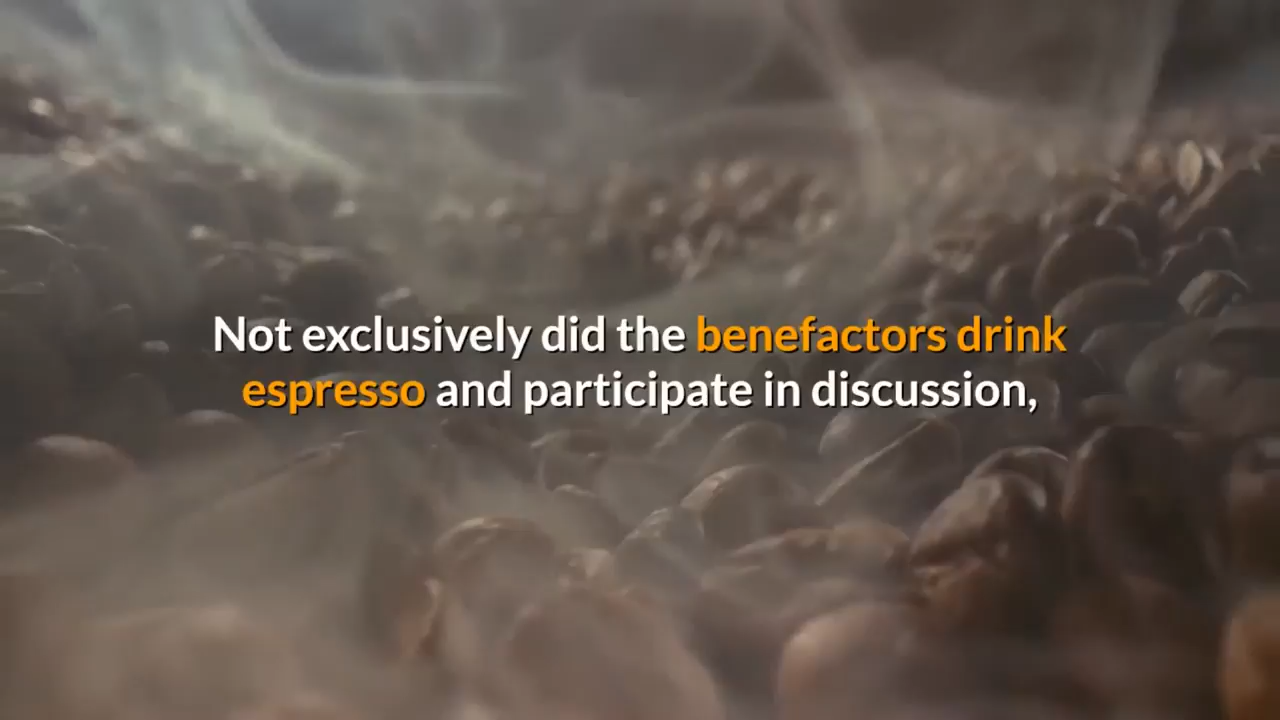 Not exclusively did the benefactors drink
espresso and participate in discussion,